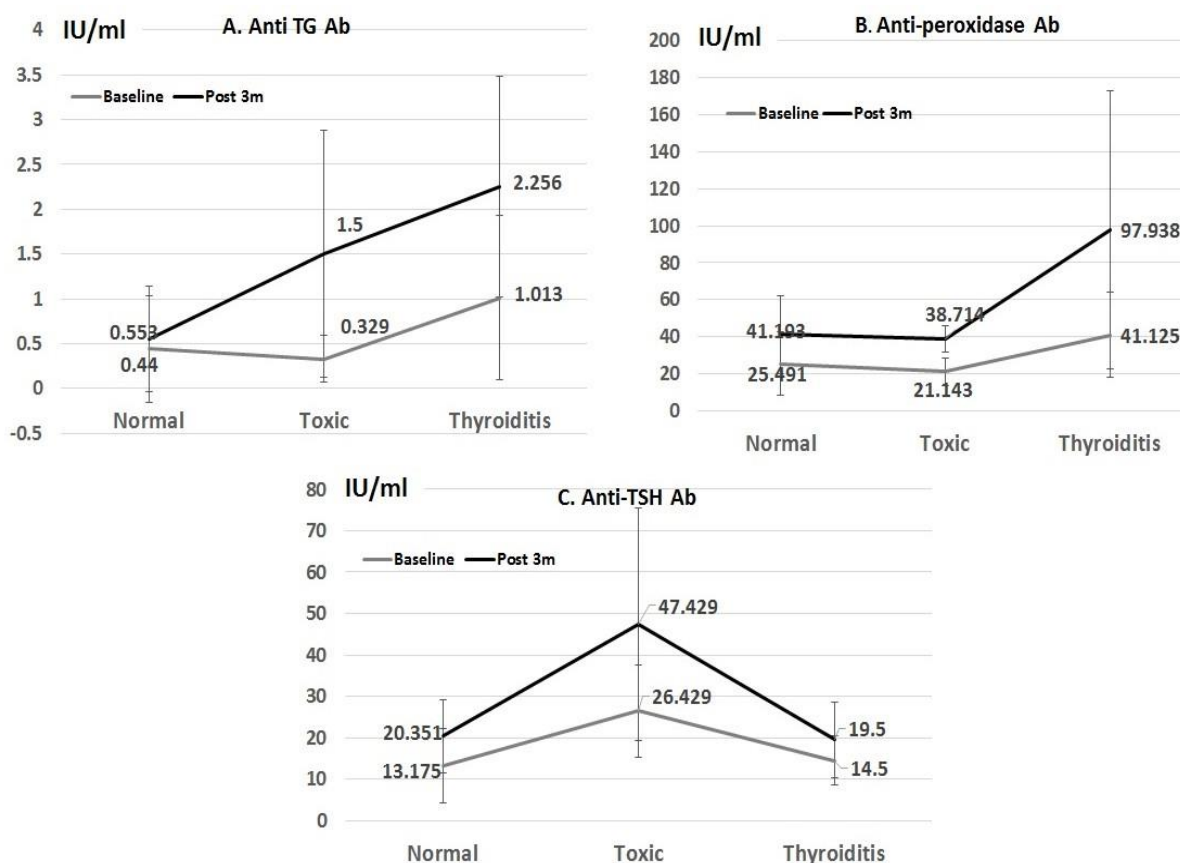 IU/ml
A. Anti TG Ab
4
3.5
3
2.5
2
1.5
1
0.5
0
-0.5
Baseline
Post 3m
0.553
0.44
1.5
0.329
2.256
1.013
Normal
Toxic
Thyroiditis
IU/ml
B. Anti-peroxidase Ab
200
180
160
140
120
100
80
60
40
20
0
Baseline
Post 3m
41.193
25.491
38.714
21.143
97.938
41.125
Normal
Toxic
Thyroiditis
IU/ml
C. Anti-TSH Ab
80
70
60
50
40
30
20
10
0
Baseline
Post 3m
20.351
13.175
47.429
26.429
19.5
14.5
Normal
Toxic
Thyroiditis